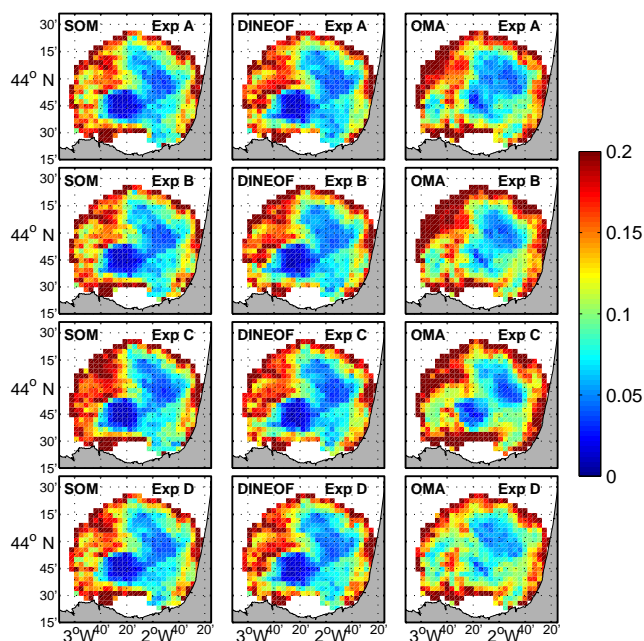 SOM Exp A DINEOF Exp A OMA Exp A
30'
15'
44° N
45'
30'
15'
SOM Exp B DINEOF Exp B OMA Exp B
30'
15'
44° N
45'
30'
15'
SOM Exp C DINEOF Exp C OMA Exp C
30'
15'
44° N
45'
30'
15'
SOM Exp D DINEOF Exp D OMA Exp D
30'
15'
44° N
45'
30'
15'
3°W 40' 20' 2°W 40' 20' 3°W 40' 20' 2°W 40' 20' 3°W 40' 20' 2°W 40' 20'
0.2
0.15
0.1
0.05
0